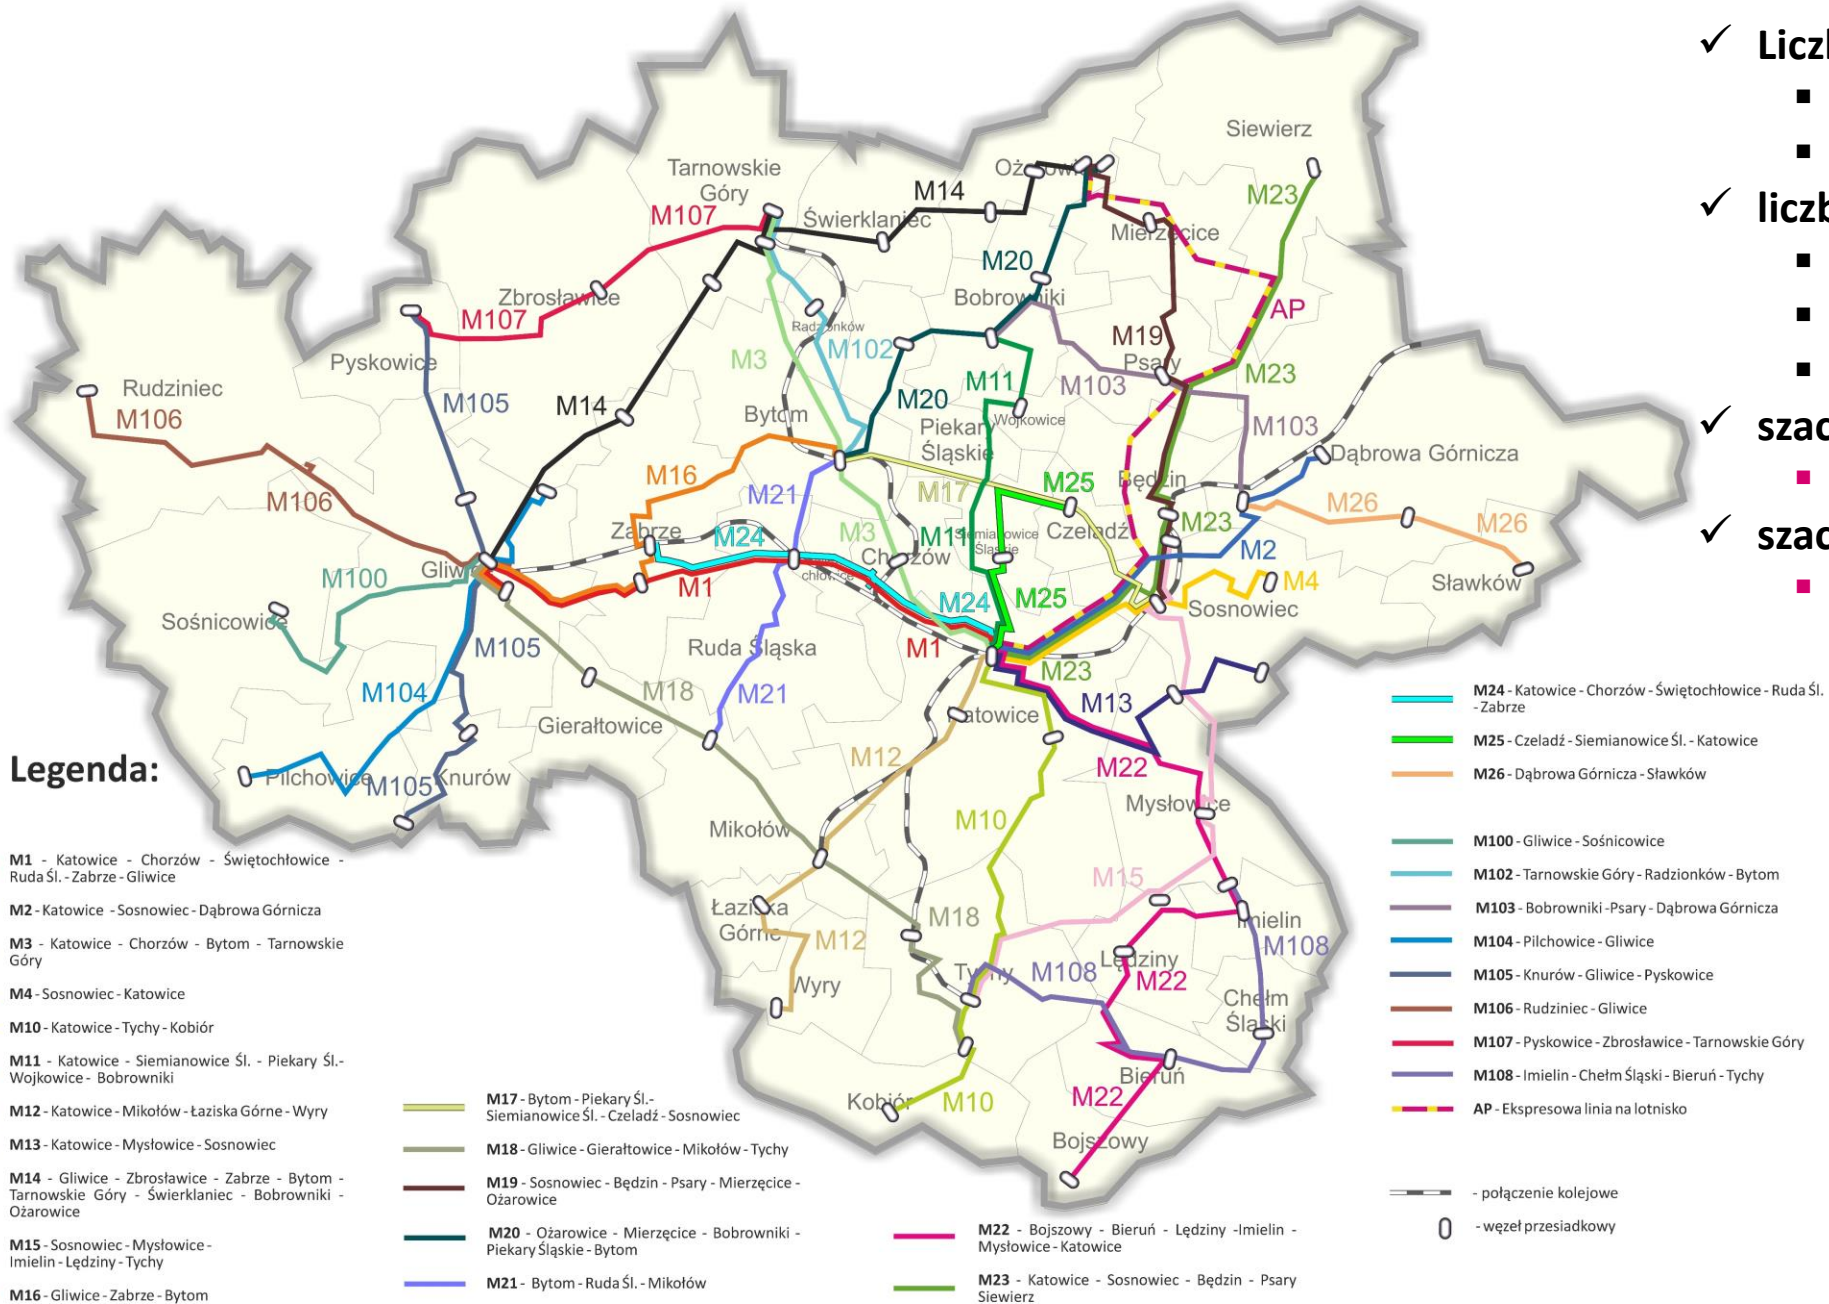 Siewierz
Tarnowskie
Góry
M14
M23
M107
Świerklaniec
Mierzęcice
M20
Zbrosławice
Bobrowniki
AP
M107
Radzionków
M19
Pyskowice
M3
M102
Psary
M23
Rudziniec
M105
M14
M20
M11
M103
M106
Bytom
Piekary
Śląskie
Wojkowice
M103
Dąbrowa Górnicza
M16
M21
M17
M25
Będzin
M26
M106
Zabrze
M24
M3
M11
Siemianowice
Śląskie
Czeladź
M23
M26
Chorzów
M2
M100
M1
M24
M25
M4
Sławków
Sośnicowice
Sosnowiec
M105
Ruda Śląska
M1
M23
M104
M18
M21
M13
Gierałtowice
Katowice
M12
M22
Pilchowice
M105
Knurów
Mysłowice
Mikołów
M10
M15
Łaziska
Górne
M12
M18
Imielin
M108
Tychy
M108
Lędziny
M22
Wyry
Chełm
Śląski
Bieruń
Kobiór
M10
M22
Bojszowy
Legenda:
M1 - Katowice - Chorzów - Świętochłowice -
Ruda Śl. - Zabrze - Gliwice
M2 - Katowice - Sosnowiec - Dąbrowa Górnicza
M3 - Katowice - Chorzów - Bytom - Tarnowskie
Góry
M4 - Sosnowiec - Katowice
M10 - Katowice - Tychy - Kobiór
M11 - Katowice - Siemianowice Śl. - Piekary Śl.-
Wojkowice - Bobrowniki
M12 - Katowice - Mikołów - Łaziska Górne - Wyry
M13 - Katowice - Mysłowice - Sosnowiec
M14 - Gliwice - Zbrosławice - Zabrze - Bytom -
Tarnowskie Góry - Świerklaniec - Bobrowniki -
Ożarowice
M15 - Sosnowiec - Mysłowice -
Imielin - Lędziny - Tychy
M16 - Gliwice - Zabrze - Bytom
M17 - Bytom - Piekary Śl.-
Siemianowice Śl. - Czeladź - Sosnowiec
M18 - Gliwice - Gierałtowice - Mikołów - Tychy
M19 - Sosnowiec - Będzin - Psary - Mierzęcice -
Ożarowice
M20 - Ożarowice - Mierzęcice - Bobrowniki -
Piekary Śląskie - Bytom
M21 - Bytom - Ruda Śl. - Mikołów
M22 - Bojszowy - Bieruń - Lędziny -Imielin -
Mysłowice - Katowice
M23 - Katowice - Sosnowiec - Będzin - Psary
Siewierz
M24 - Katowice - Chorzów - Świętochłowice - Ruda Śl.
- Zabrze
M25 - Czeladź - Siemianowice Śl. - Katowice
M26 - Dąbrowa Górnicza - Sławków
M100 - Gliwice - Sośnicowice
M102 - Tarnowskie Góry - Radzionków - Bytom
M103 - Bobrowniki -Psary - Dąbrowa Górnicza
M104 - Pilchowice - Gliwice
M105 - Knurów - Gliwice - Pyskowice
M106 - Rudziniec - Gliwice
M107 - Pyskowice - Zbrosławice - Tarnowskie Góry
M108 - Imielin - Chełm Śląski - Bieruń - Tychy
AP - Ekspresowa linia na lotnisko
- połączenie kolejowe
- węzeł przesiadkowy